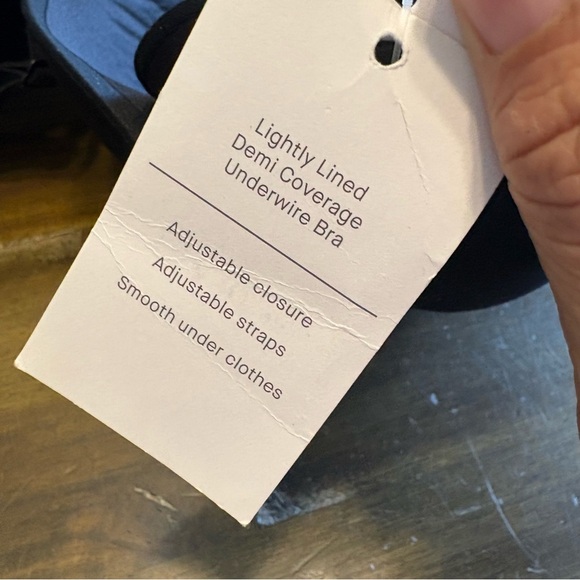 Lightly Lined
Demi Coverage
Underwire Bra
Adjustable closure
Adjustable straps
Smooth under clothes